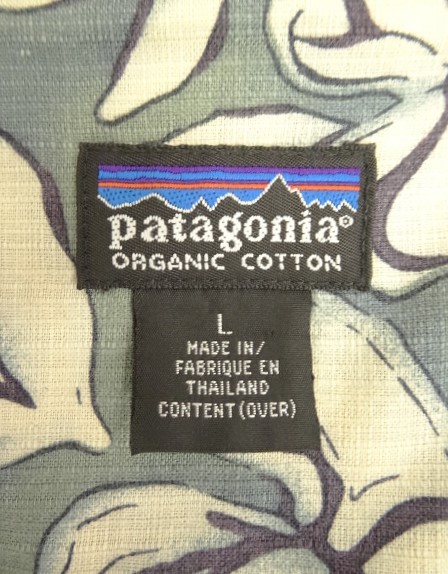 patagonia®
ORGANIC COTTON
L
MADE IN/
FABRIQUE EN
THAILAND
CONTENT (OVER)